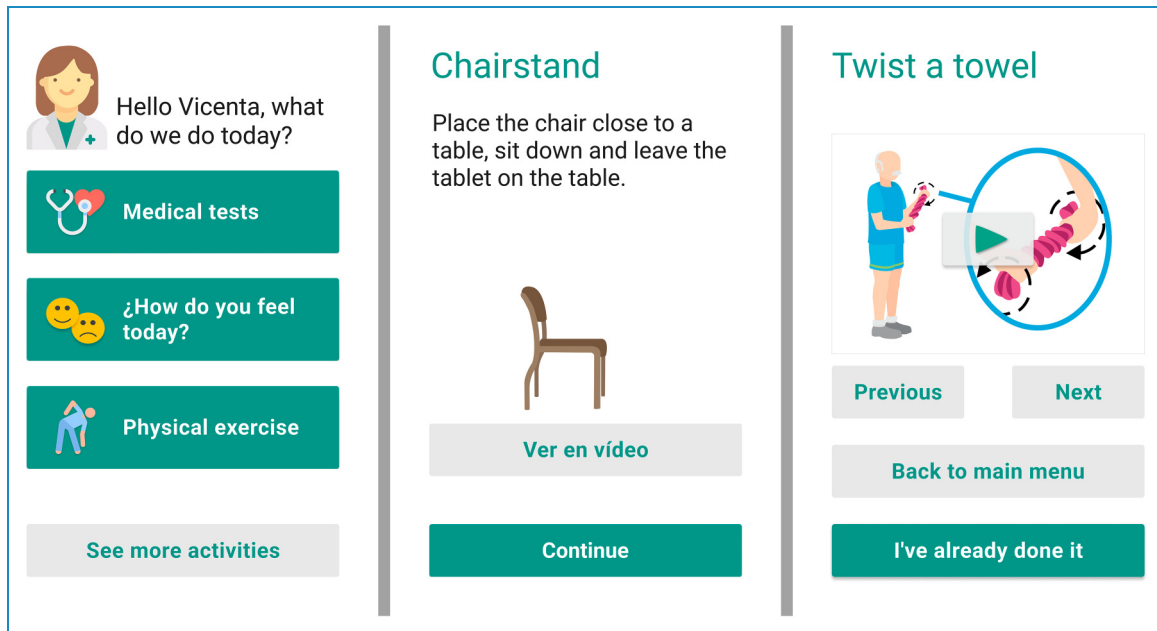 Hello Vicenta, what
do we do today?
Medical tests
¿How do you feel
today?
Physical exercise
See more activities
Chairstand
Place the chair close to a
table, sit down and leave the
tablet on the table.
Ver en vídeo
Continue
Twist a towel
Previous
Next
Back to main menu
I've already done it